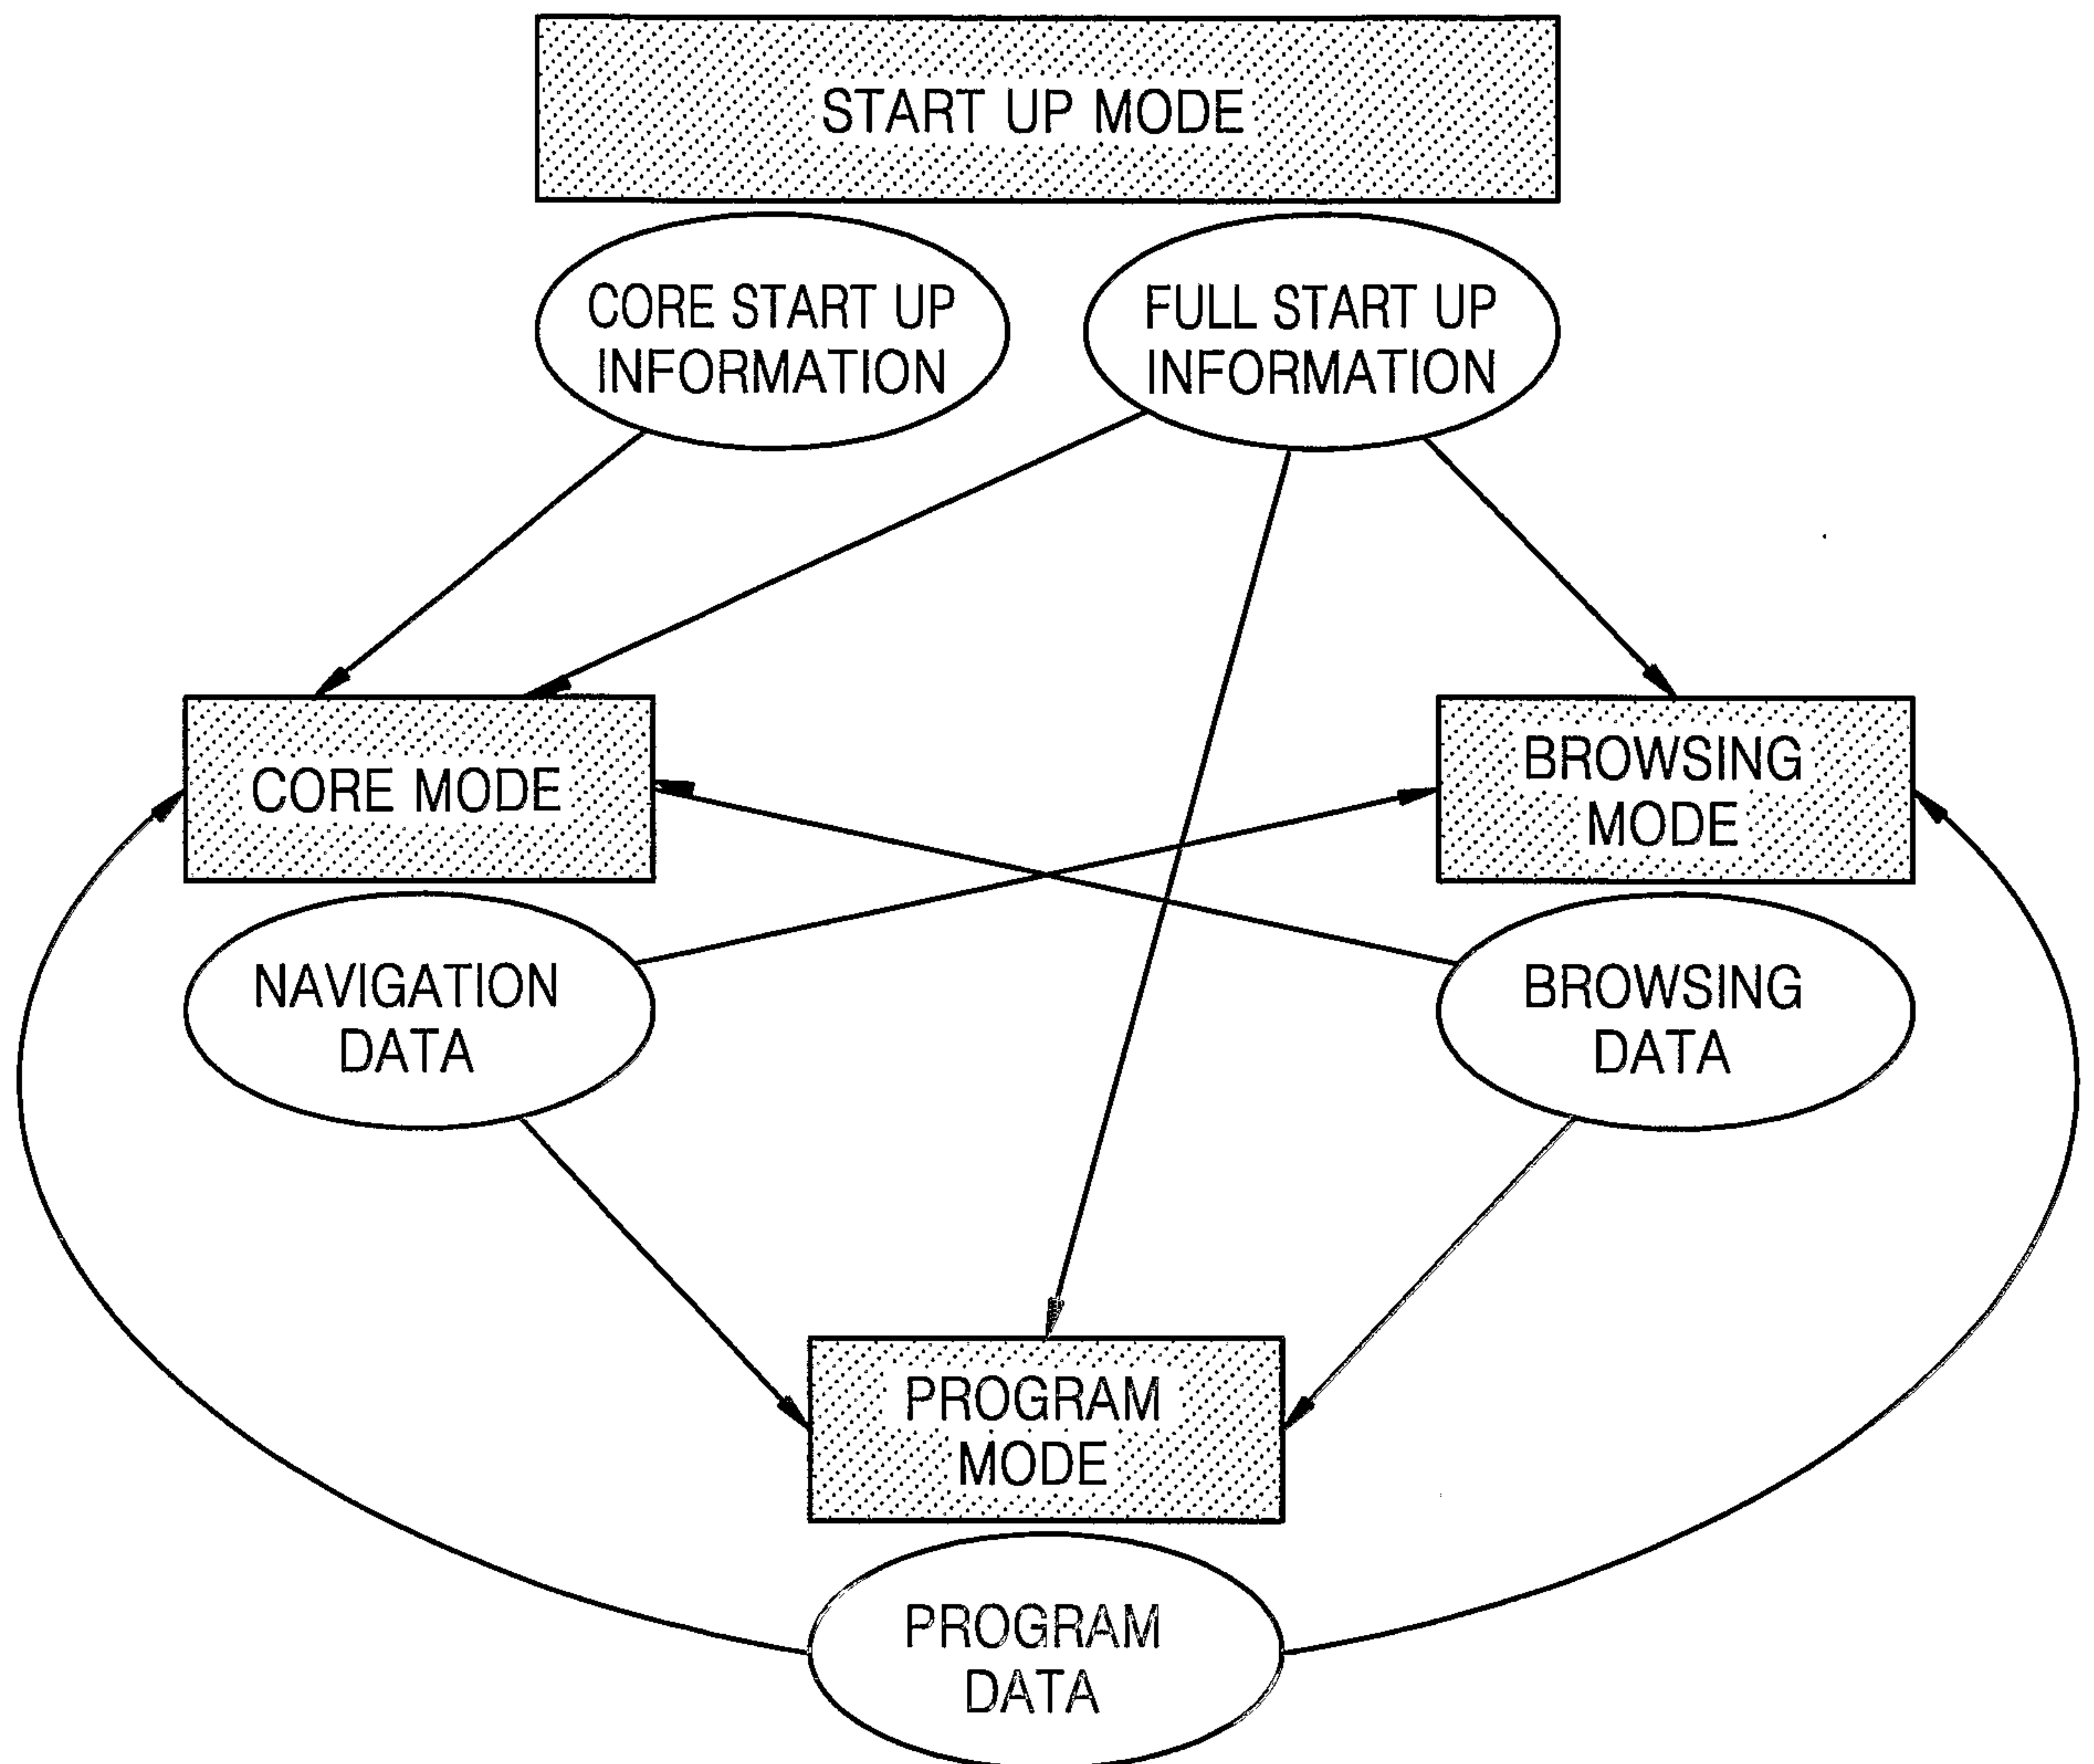 START UP MODE
CORE START UP
INFORMATION
FULL START UP
INFORMATION
CORE MODE
BROWSING
MODE
NAVIGATION
DATA
BROWSING
DATA
PROGRAM
MODE
PROGRAM
DATA